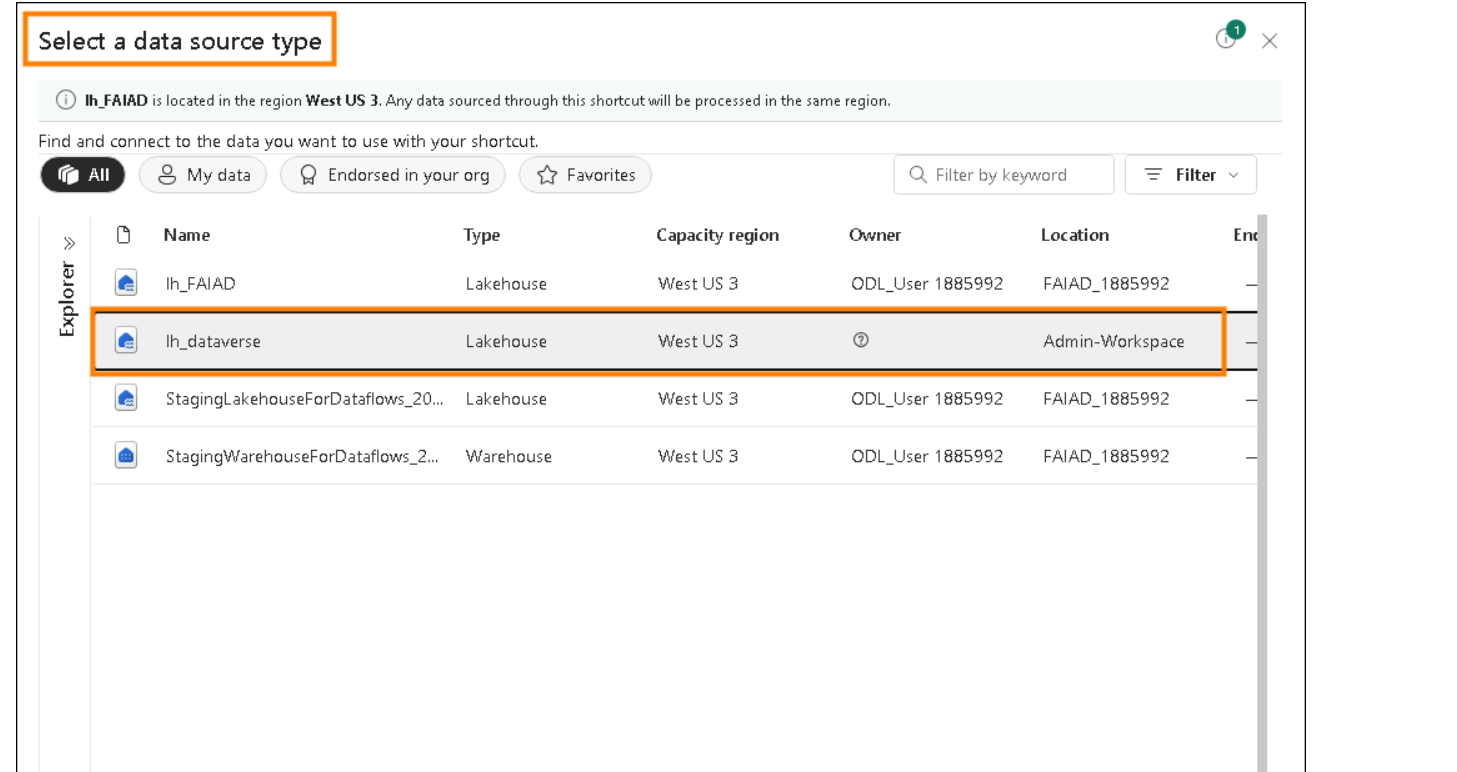 Select a data source type
1
lh_FAIAD is located in the region West US 3. Any data sourced through this shortcut will be processed in the same region.
Find and connect to the data you want to use with your shortcut.
All My data Endorsed in your org Favorites Filter by keyword Filter
Explorer
Name Type Capacity region Owner Location En
lh_FAIAD Lakehouse West US 3 ODL_User 1885992 FAIAD_1885992 —
lh_dataverse Lakehouse West US 3 Admin-Workspace —
StagingLakehouseForDataflows_20... Lakehouse West US 3 ODL_User 1885992 FAIAD_1885992 —
StagingWarehouseForDataflows_2... Warehouse West US 3 ODL_User 1885992 FAIAD_1885992 —